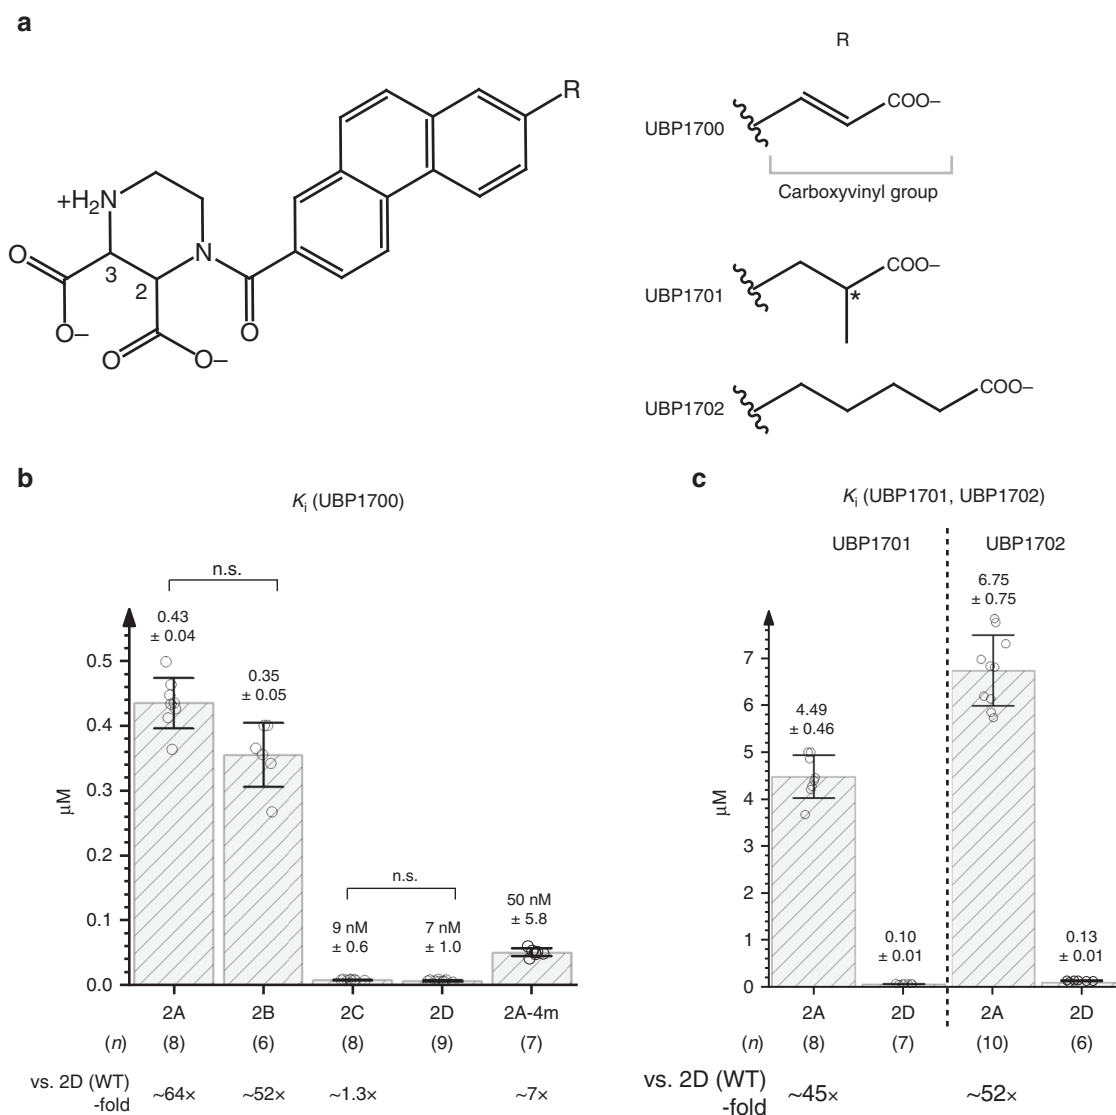 a
R
+H2N
3
2
N
O
O–
O
O–
O
R
UBP1700
COO–
Carboxyvinyl group
UBP1701
COO–
*
UBP1702
COO–
b
Ki (UBP1700)
n.s.
0.43
± 0.04
0.35
± 0.05
n.s.
9 nM
± 0.6
7 nM
± 1.0
50 nM
± 5.8
0.5
0.4
0.3
0.2
0.1
0.0
μM
2A 2B 2C 2D 2A-4m
(n) (8) (6) (8) (9) (7)
vs. 2D (WT) ~64× ~52× ~1.3× ~7×
-fold
c
Ki (UBP1701, UBP1702)
UBP1701 UBP1702
6.75
± 0.75
4.49
± 0.46
0.10
± 0.01
0.13
± 0.01
7
6
5
4
3
2
1
0
μM
2A 2D 2A 2D
(n) (8) (7) (10) (6)
vs. 2D (WT) ~45× ~52×
-fold